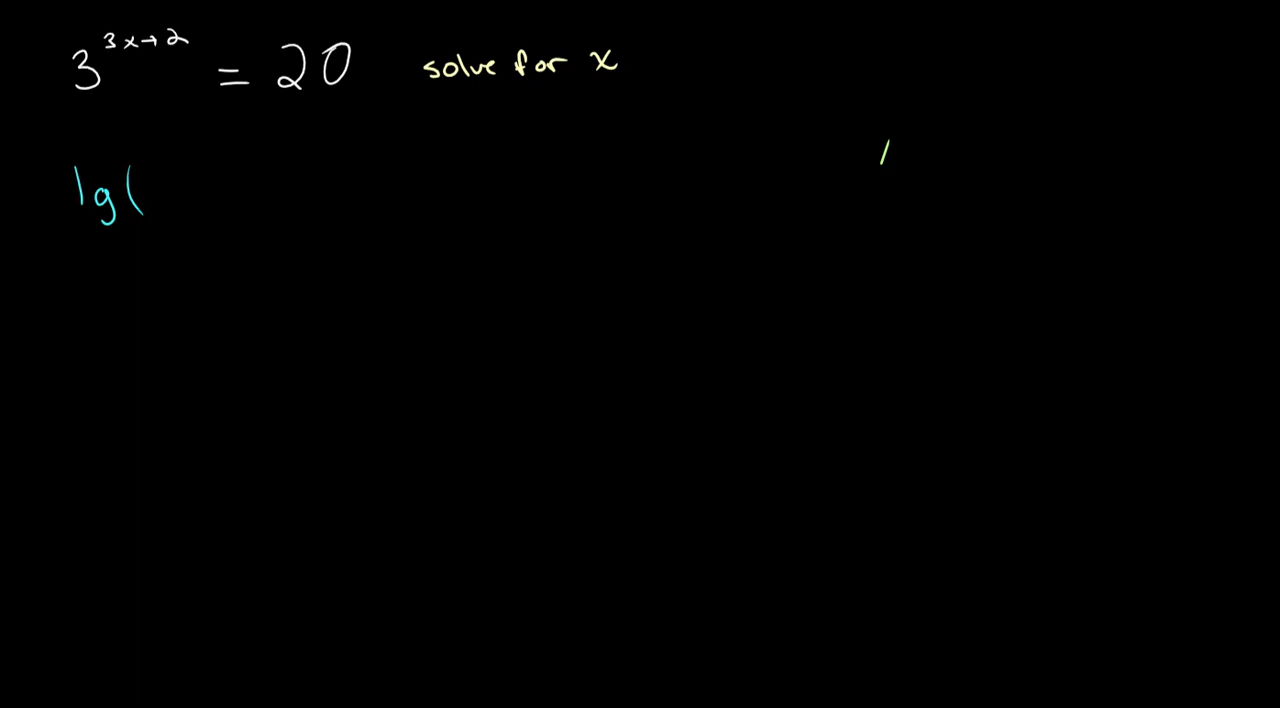 3^{3x+2} = 20 solve for x
lg(